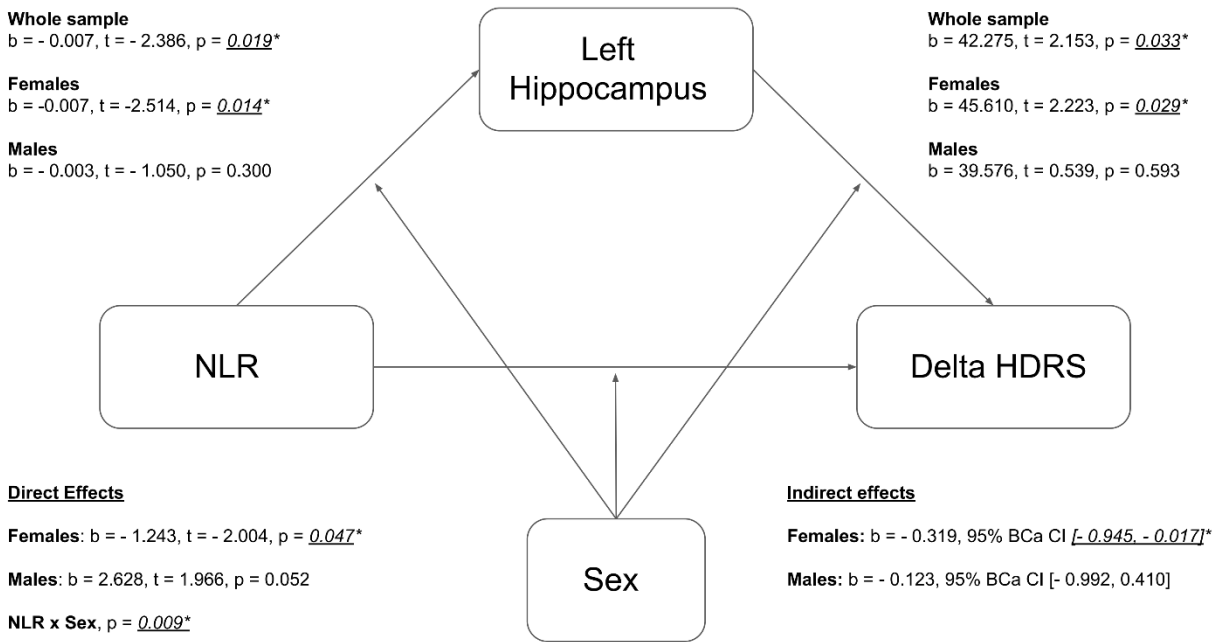 Whole sample
b = - 0.007, t = - 2.386, p = 0.019*
Females
b = -0.007, t = -2.514, p = 0.014*
Males
b = - 0.003, t = - 1.050, p = 0.300
Left
Hippocampus
Whole sample
b = 42.275, t = 2.153, p = 0.033*
Females
b = 45.610, t = 2.223, p = 0.029*
Males
b = 39.576, t = 0.539, p = 0.593
NLR
Delta HDRS
Direct Effects
Females: b = - 1.243, t = - 2.004, p = 0.047*
Males: b = 2.628, t = 1.966, p = 0.052
NLR x Sex, p = 0.009*
Sex
Indirect effects
Females: b = - 0.319, 95% BCa CI [- 0.945, - 0.017]*
Males: b = - 0.123, 95% BCa CI [- 0.992, 0.410]